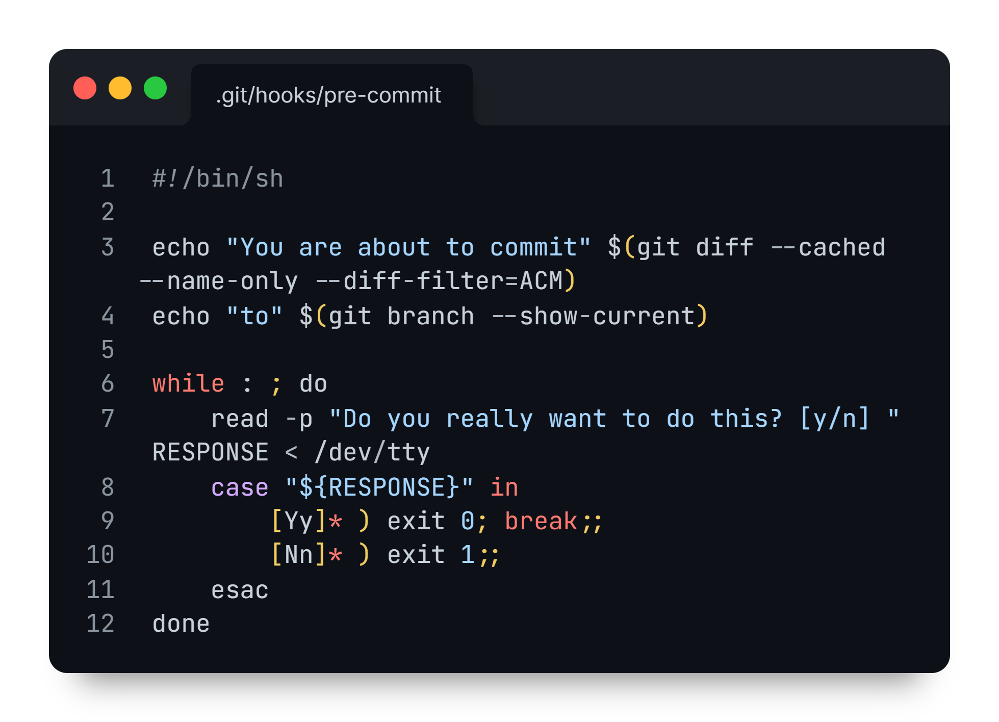 .git/hooks/pre-commit
1 #!/bin/sh
2
3 echo "You are about to commit" $(git diff --cached
--name-only --diff-filter=ACM)
4 echo "to" $(git branch --show-current)
5
6 while : ; do
7     read -p "Do you really want to do this? [y/n] "
RESPONSE < /dev/tty
8     case "${RESPONSE}" in
9         [Yy]* ) exit 0; break;;
10         [Nn]* ) exit 1;;
11     esac
12 done